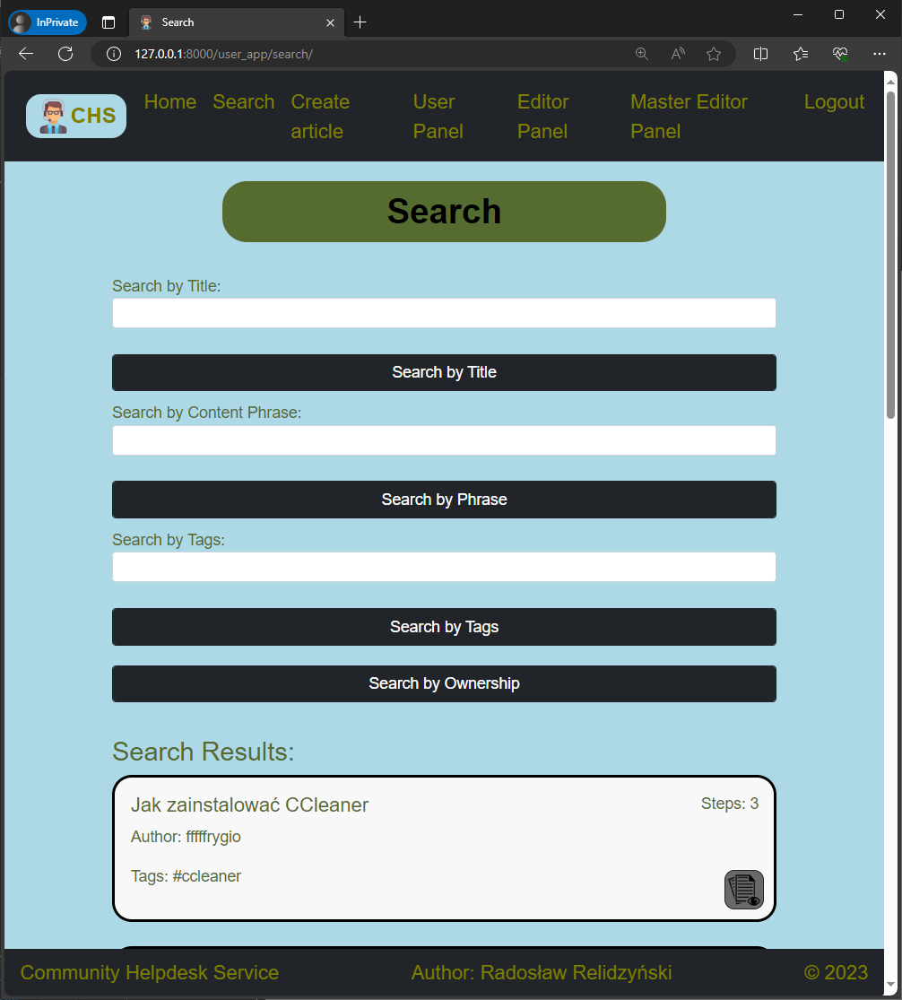 InPrivate
Search
127.0.0.1:8000/user_app/search/
CHS
Home
Search
Create article
User Panel
Editor Panel
Master Editor Panel
Logout
Search
Search by Title:
Search by Title
Search by Content Phrase:
Search by Phrase
Search by Tags:
Search by Tags
Search by Ownership
Search Results:
Jak zainstalować CCleaner
Steps: 3
Author: fffffrygio
Tags: #ccleaner
Community Helpdesk Service
Author: Radosław Relidzyński
© 2023